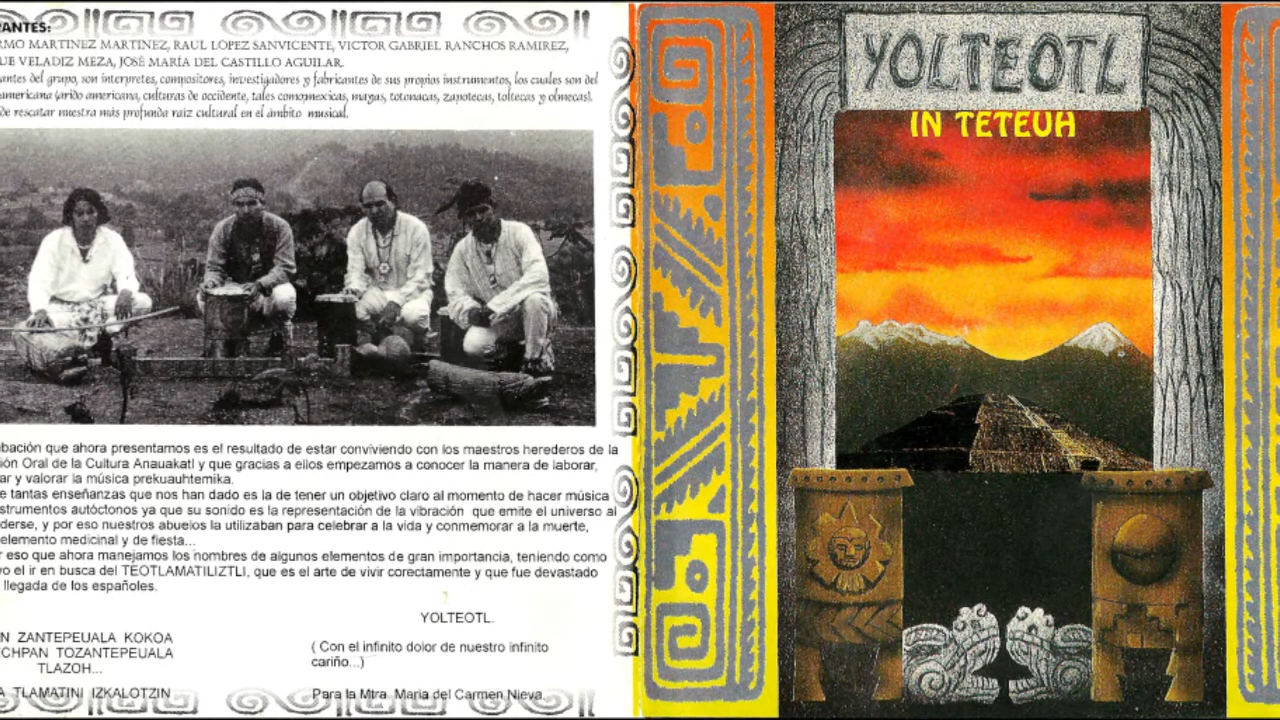 RANTES:
RMO MARTINEZ MARTINEZ, RAUL LÓPEZ SANVICENTE, VICTOR GABRIEL RANCHOS RAMIREZ,
UE VELADIZ MEZA, JOSÉ MARÍA DEL CASTILLO AGUILAR.
antes del grupo, son interpretes, compositores, investigadores y fabricantes de sus propios instrumentos, los cuales son del
americana (arido americana, culturas de occidente, tales comomexicas, mayas, totonacas, zapotecas, toltecas y olmecas).
de rescatar nuestra más profunda raiz cultural en el ámbito musical.
bación que ahora presentamos es el resultado de estar conviviendo con los maestros herederos de la
ión Oral de la Cultura Anauakatl y que gracias a ellos empezamos a conocer la manera de laborar,
ar y valorar la música prekuauhtemika.
e tantas enseñanzas que nos han dado es la de tener un objetivo claro al momento de hacer música
nstrumentos autóctonos ya que su sonido es la representación de la vibración que emite el universo al
derse, y por eso nuestros abuelos la utilizaban para celebrar a la vida y conmemorar a la muerte,
elemento medicinal y de fiesta...
r eso que ahora manejamos los nombres de algunos elementos de gran importancia, teniendo como
vo el ir en busca del TEOTLAMATILIZTLI, que es el arte de vivir corectamente y que fue devastado
llegada de los españoles.
YOLTEOTL.
N ZANTEPEUALA KOKOA
CHPAN TOZANTEPEUALA
TLAZOH...
( Con el infinito dolor de nuestro infinito
cariño...)
A TLAMATINI IZKALOTZIN
Para la Mtra. Maria del Carmen Nieva.
YOLTEOTL
IN TETEUH